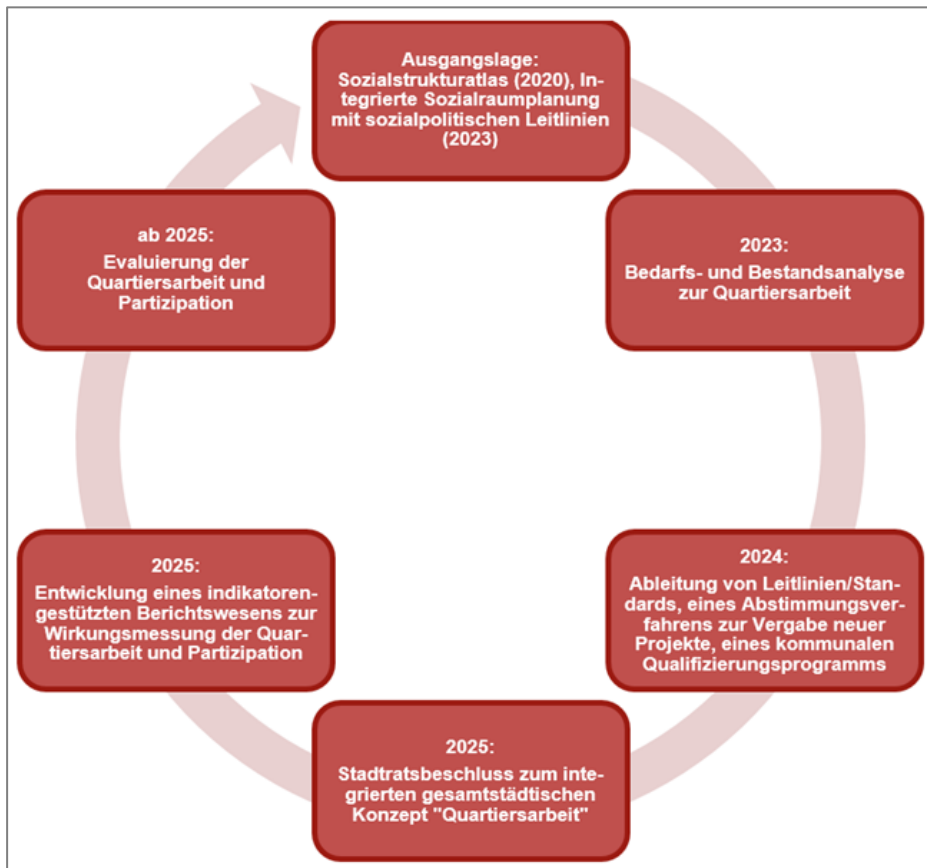 Ausgangslage:
Sozialstrukturatlas (2020), In-
tegrierte Sozialraumplanung
mit sozialpolitischen Leitlinien
(2023)
2023:
Bedarfs- und Bestandsanalyse
zur Quartiersarbeit
2024:
Ableitung von Leitlinien/Stan-
dards, eines Abstimmungsver-
fahrens zur Vergabe neuer
Projekte, eines kommunalen
Qualifizierungsprogramms
2025:
Stadtratsbeschluss zum inte-
grierten gesamtstädtischen
Konzept "Quartiersarbeit"
2025:
Entwicklung eines indikatoren-
gestützten Berichtswesens zur
Wirkungsmessung der Quar-
tiersarbeit und Partizipation
ab 2025:
Evaluierung der
Quartiersarbeit und
Partizipation